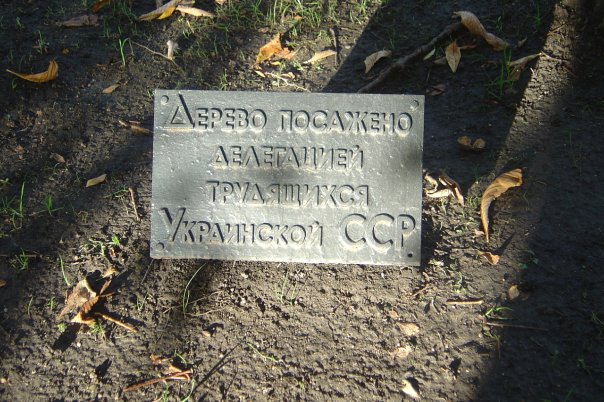 Дерево посажено
делегацией
трудящихся
Украинской ССР